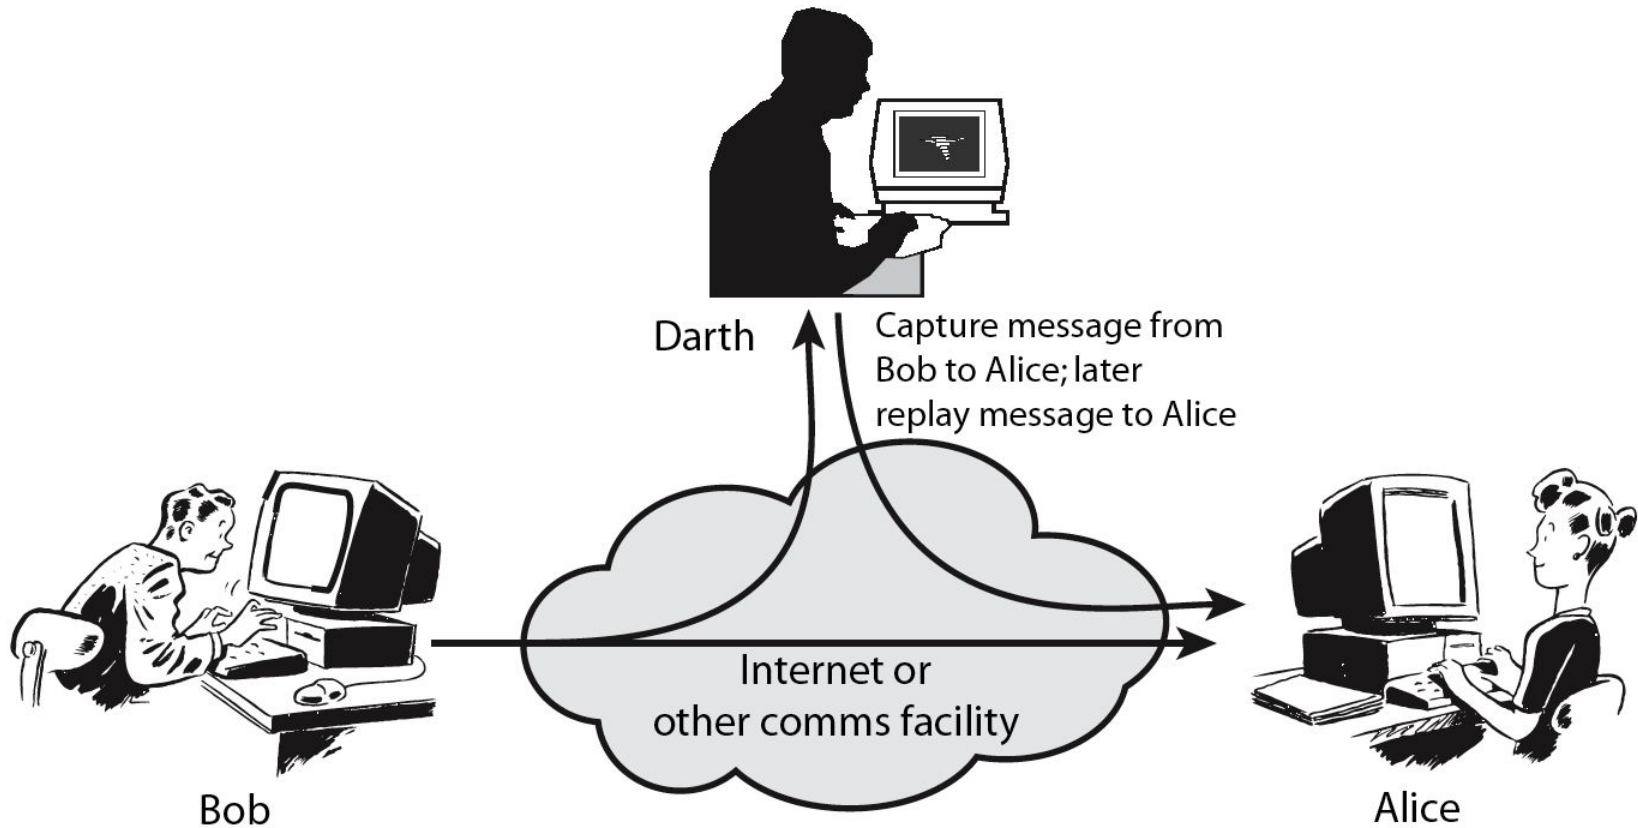 Darth
Capture message from
Bob to Alice; later
replay message to Alice
Internet or
other comms facility
Bob
Alice